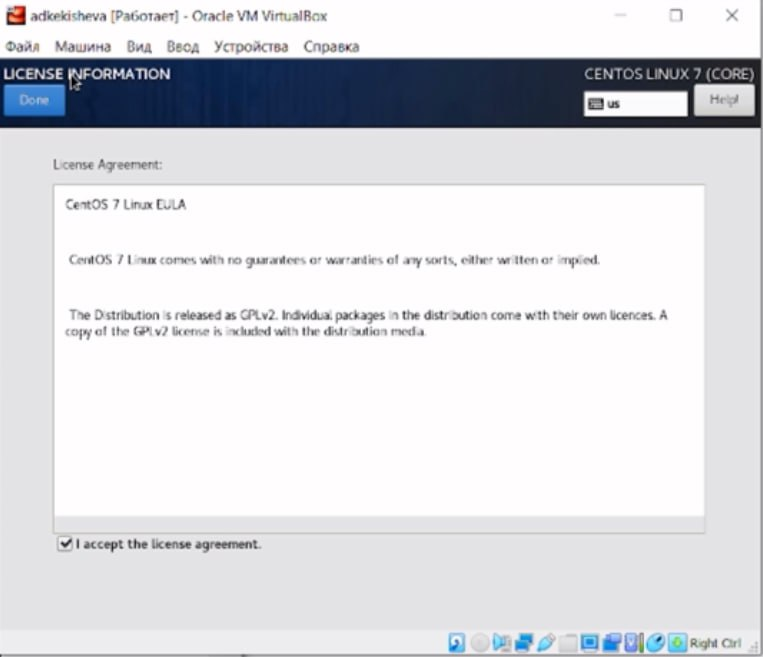 adkekisheva [Работает] - Oracle VM VirtualBox
Файл Машина Вид Ввод Устройства Справка
LICENSE INFORMATION
CENTOS LINUX 7 (CORE)
Done
us
Help!
License Agreement:
CentOS 7 Linux EULA
CentOS 7 Linux comes with no guarantees or warranties of any sorts, either written or implied.
The Distribution is released as GPLv2. Individual packages in the distribution come with their own licences. A
copy of the GPLv2 license is included with the distribution media.
I accept the license agreement.
Right Ctrl